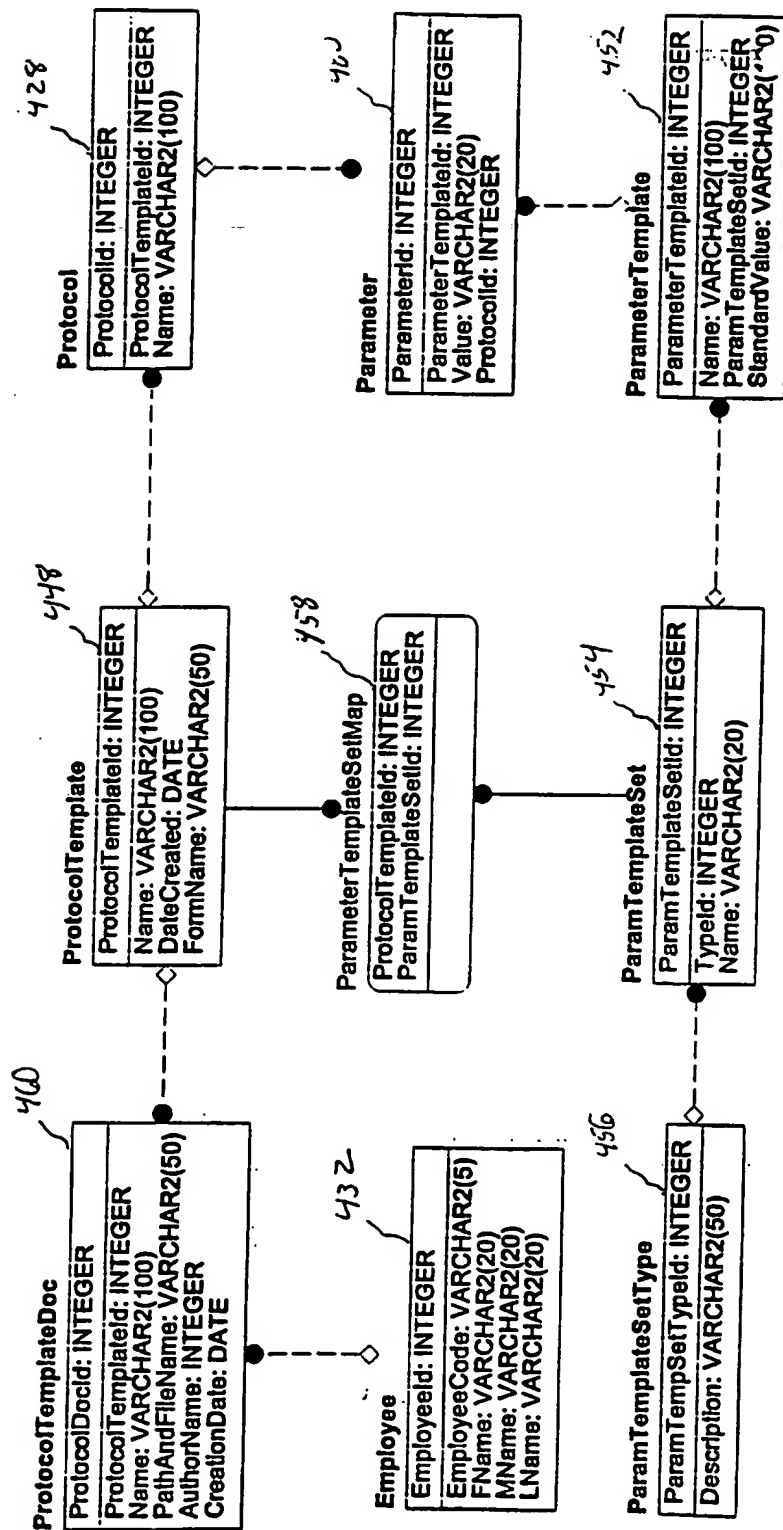 ProtocolTemplateDoc
460
ProtocolDocId: INTEGER
ProtocolTemplateId: INTEGER
Name: VARCHAR2(100)
PathAndFileName: VARCHAR2(50)
AuthorName: INTEGER
CreationDate: DATE
ProtocolTemplate
448
ProtocolTemplateId: INTEGER
Name: VARCHAR2(100)
DateCreated: DATE
FormName: VARCHAR2(50)
Protocol
428
ProtocolId: INTEGER
ProtocolTemplateId: INTEGER
Name: VARCHAR2(100)
Employee
432
EmployeeId: INTEGER
EmployeeCode: VARCHAR2(5)
FName: VARCHAR2(20)
MName: VARCHAR2(20)
LName: VARCHAR2(20)
ParameterTemplateSetMap
458
ProtocolTemplateId: INTEGER
ParamTemplateSetId: INTEGER
Parameter
ParameterId: INTEGER
ParameterTemplateId: INTEGER
Value: VARCHAR2(20)
ProtocolId: INTEGER
ParamTemplateSetType
456
ParamTempSetTypeId: INTEGER
Description: VARCHAR2(50)
ParamTemplateSet
454
ParamTemplateSetId: INTEGER
TypeId: INTEGER
Name: VARCHAR2(20)
ParameterTemplate
452
ParameterTemplateId: INTEGER
Name: VARCHAR2(100)
ParamTemplateSetId: INTEGER
StandardValue: